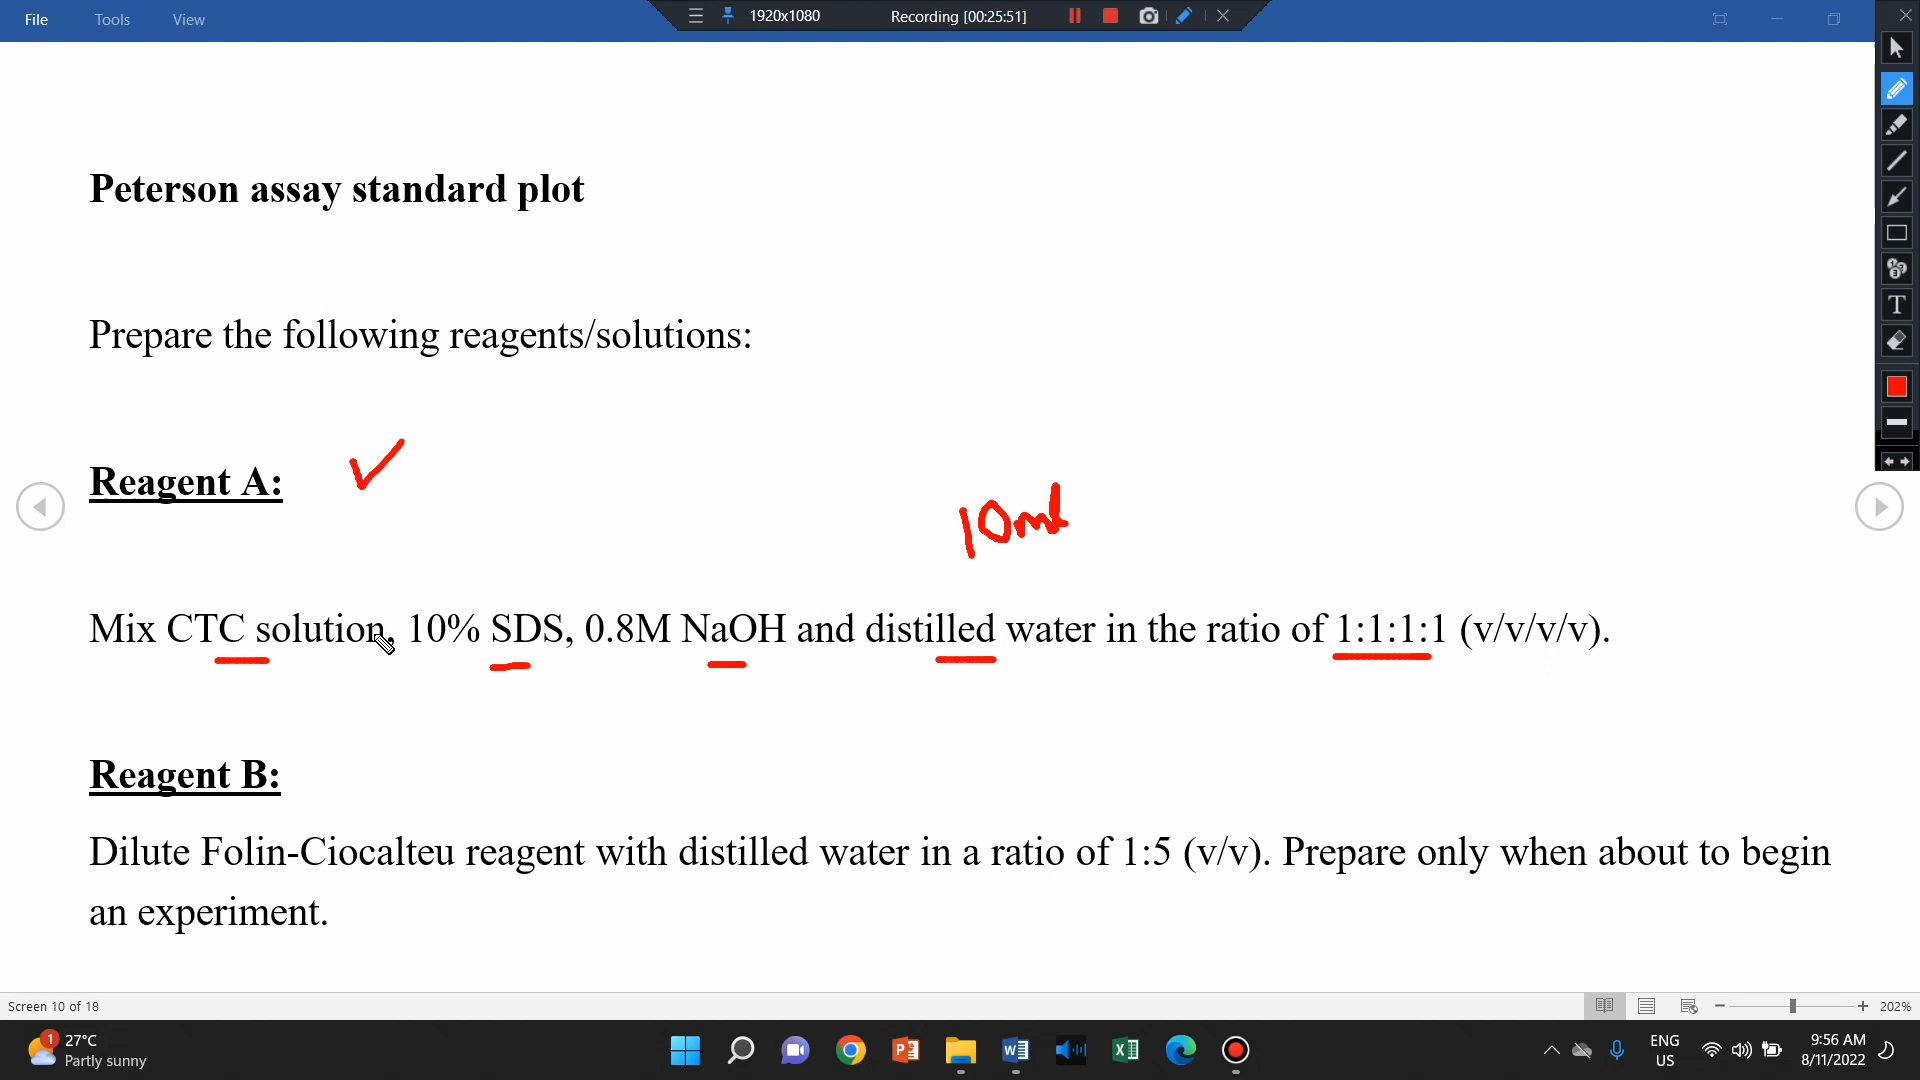 File Tools View
1920x1080 Recording [00:25:51]
Peterson assay standard plot
Prepare the following reagents/solutions:
Reagent A:
10ml
Mix CTC solution, 10% SDS, 0.8M NaOH and distilled water in the ratio of 1:1:1:1 (v/v/v/v).
Reagent B:
Dilute Folin-Ciocalteu reagent with distilled water in a ratio of 1:5 (v/v). Prepare only when about to begin
an experiment.
Screen 10 of 18
202%
1
27°C
Partly sunny
ENG
US
9:56 AM
8/11/2022